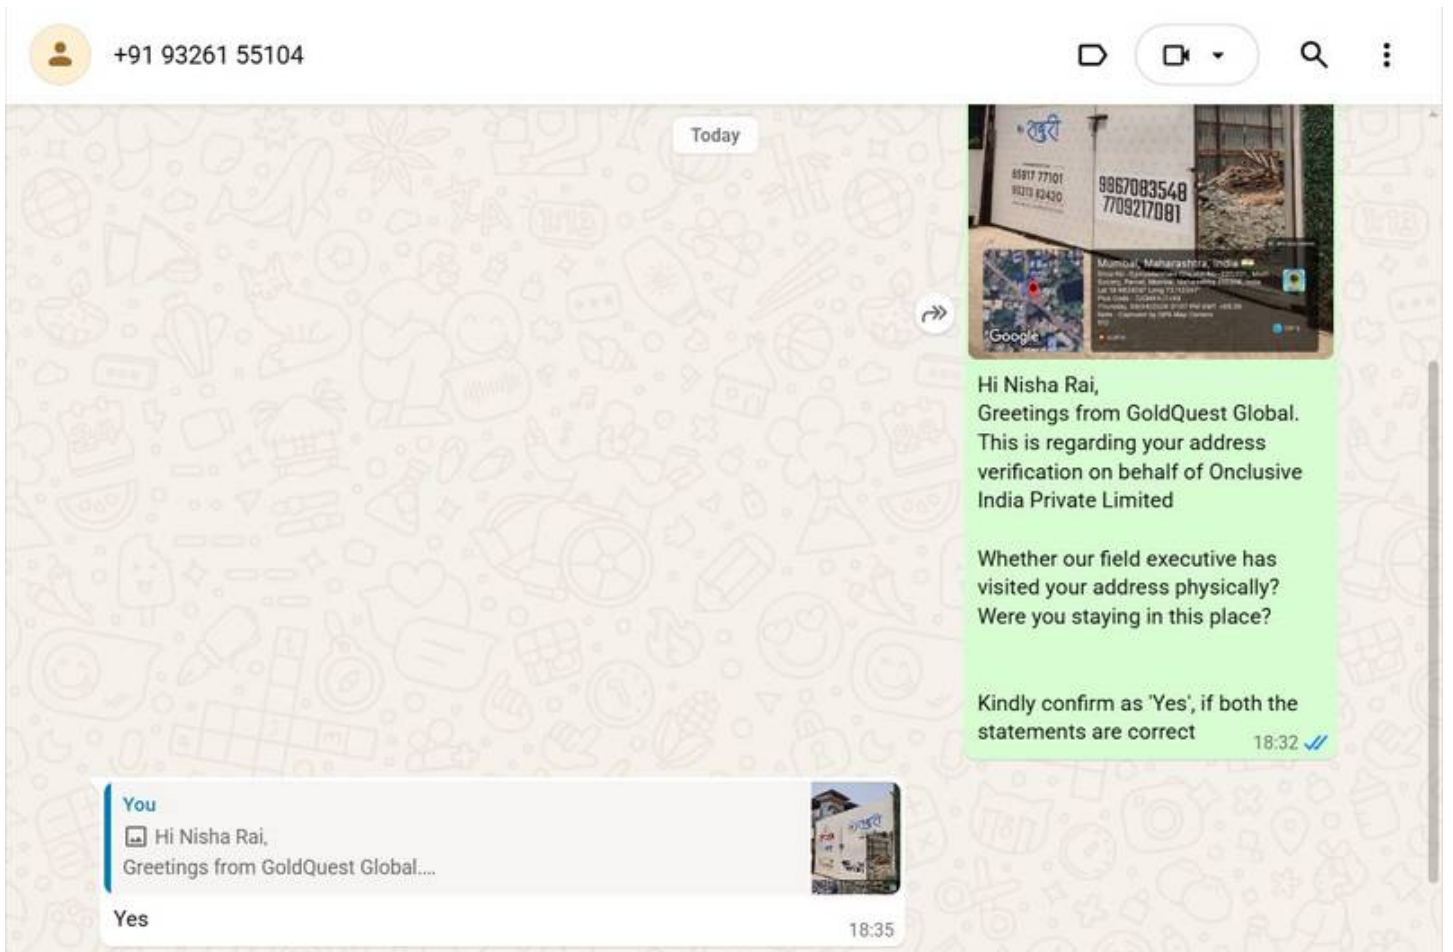 +91 93261 55104
Today
85917 77101
9867083548
7709217081
Mumbai, Maharashtra, India
Google
Hi Nisha Rai,
Greetings from GoldQuest Global.
This is regarding your address
verification on behalf of Onclusive
India Private Limited
Whether our field executive has
visited your address physically?
Were you staying in this place?
Kindly confirm as 'Yes', if both the
statements are correct
18:32
You
Hi Nisha Rai,
Greetings from GoldQuest Global....
Yes
18:35